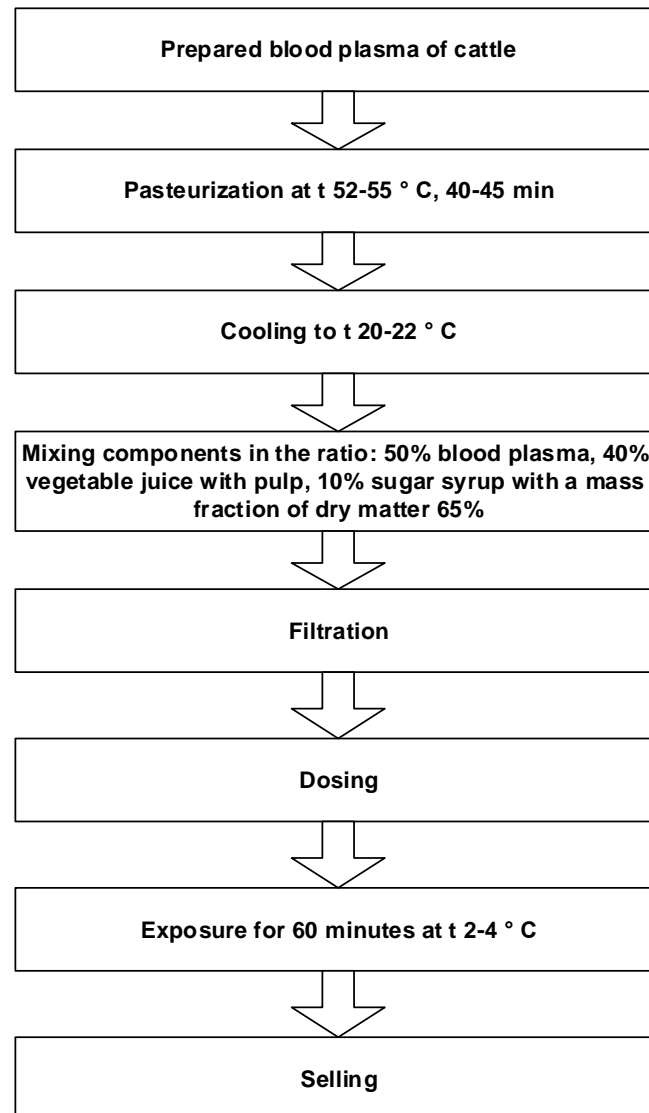 Prepared blood plasma of cattle
Pasteurization at t 52-55 ° C, 40-45 min
Cooling to t 20-22 ° C
Mixing components in the ratio: 50% blood plasma, 40%
vegetable juice with pulp, 10% sugar syrup with a mass
fraction of dry matter 65%
Filtration
Dosing
Exposure for 60 minutes at t 2-4 ° C
Selling